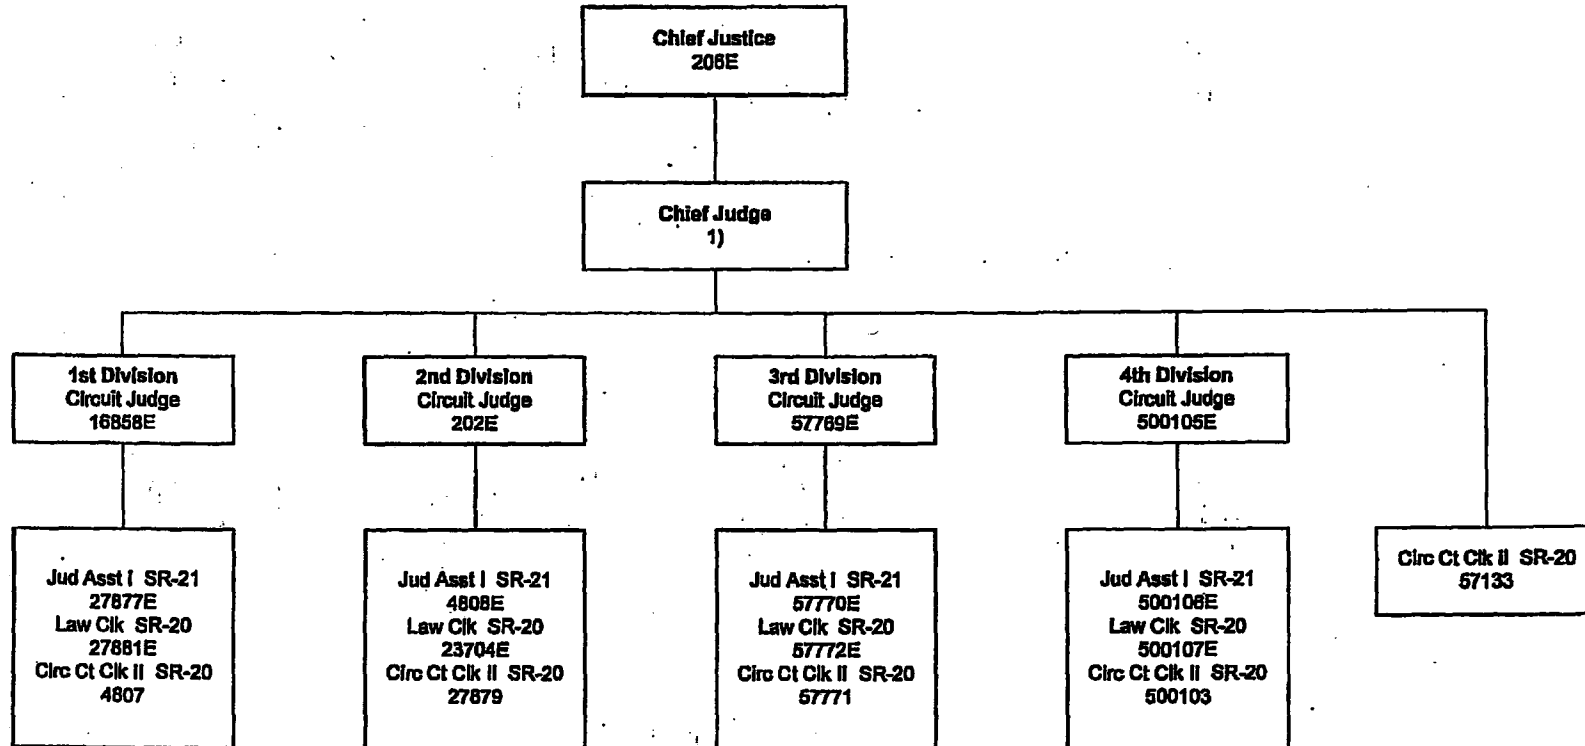 Chief Justice
206E
Chief Judge
1)
1st Division
Circuit Judge
16858E
2nd Division
Circuit Judge
202E
3rd Division
Circuit Judge
57769E
4th Division
Circuit Judge
500105E
Jud Asst I SR-21
27877E
Law Clk SR-20
27881E
Circ Ct Clk II SR-20
4807
Jud Asst I SR-21
4808E
Law Clk SR-20
23704E
Circ Ct Clk II SR-20
27879
Jud Asst I SR-21
57770E
Law Clk SR-20
57772E
Circ Ct Clk II SR-20
57771
Jud Asst I SR-21
500106E
Law Clk SR-20
500107E
Circ Ct Clk II SR-20
500103
Circ Ct Clk II SR-20
57133